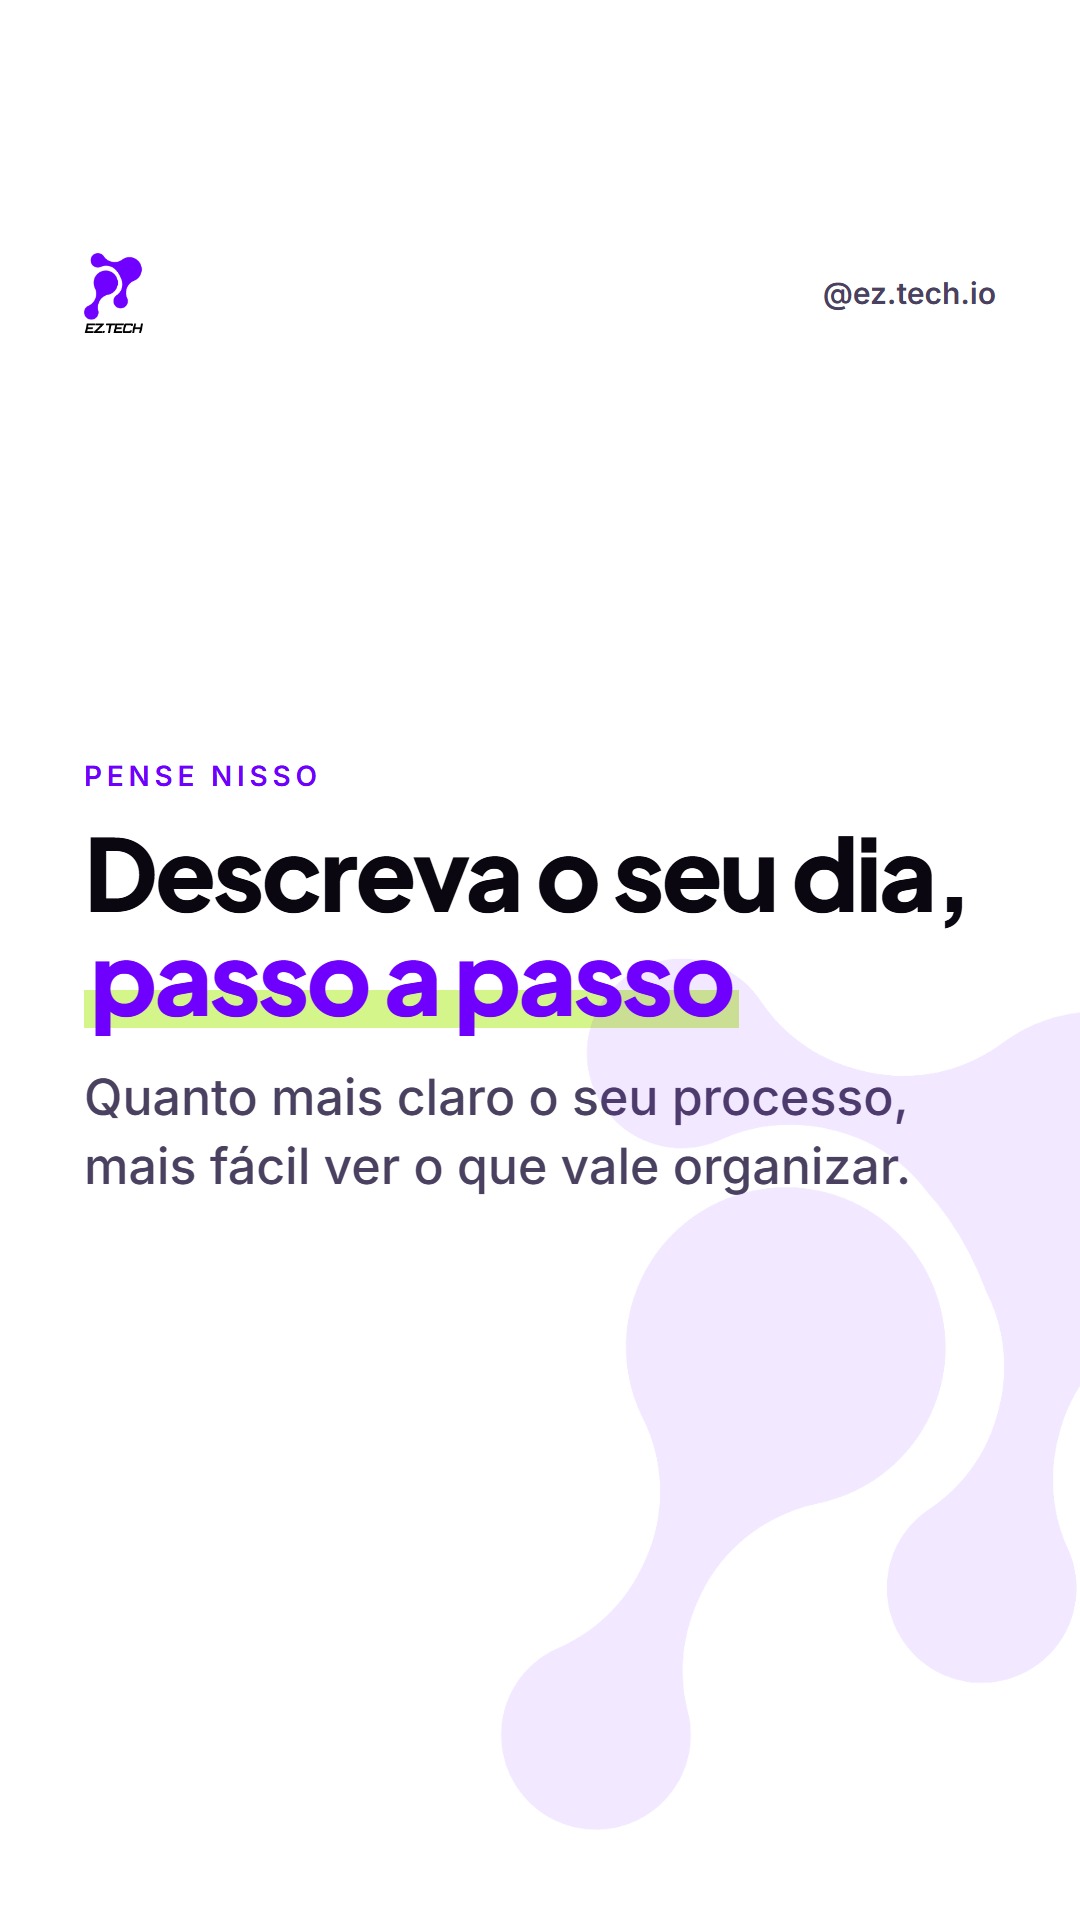 EZ.TECH
@ez.tech.io
PENSE NISSO
Descreva o seu dia,
passo a passo
Quanto mais claro o seu processo,
mais fácil ver o que vale organizar.